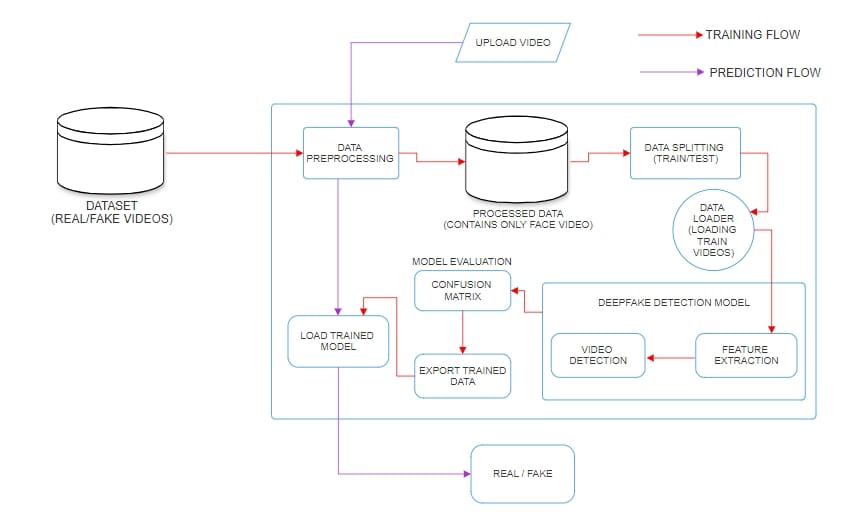 UPLOAD VIDEO
TRAINING FLOW
PREDICTION FLOW
DATA
PREPROCESSING
DATA SPLITTING
(TRAIN/TEST)
DATASET
(REAL/FAKE VIDEOS)
PROCESSED DATA
(CONTAINS ONLY FACE VIDEO)
DATA
LOADER
(LOADING
TRAIN
VIDEOS)
MODEL EVALUATION
CONFUSION
MATRIX
DEEPFAKE DETECTION MODEL
LOAD TRAINED
MODEL
VIDEO
DETECTION
FEATURE
EXTRACTION
EXPORT TRAINED
DATA
REAL / FAKE